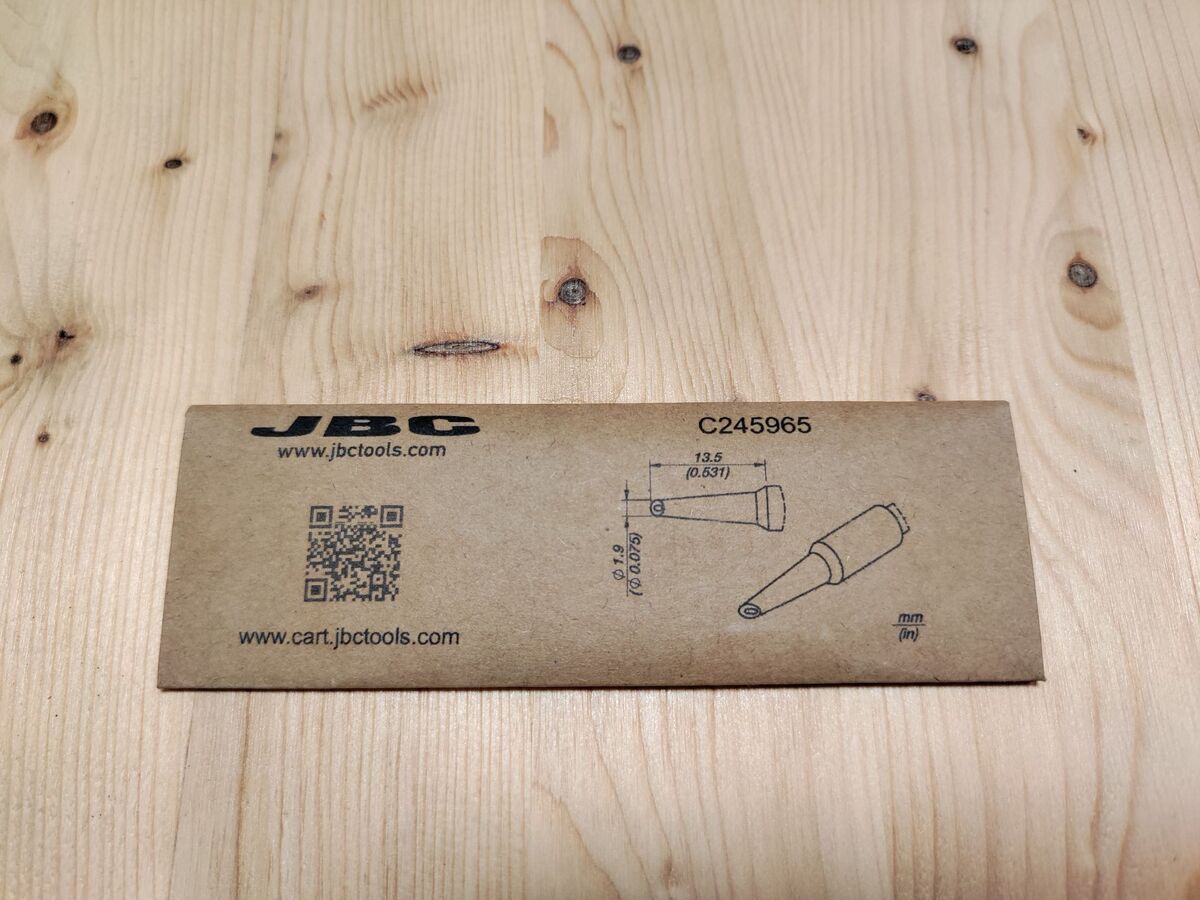 JBC
www.jbctools.com
www.cart.jbctools.com
C245965
13.5
(0.531)
Ø 1.9
(Ø 0.075)
mm
(in)